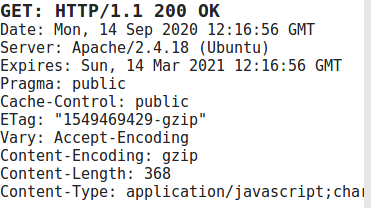 GET: HTTP/1.1 200 OK
Date: Mon, 14 Sep 2020 12:16:56 GMT
Server: Apache/2.4.18 (Ubuntu)
Expires: Sun, 14 Mar 2021 12:16:56 GMT
Pragma: public
Cache-Control: public
ETag: "1549469429-gzip"
Vary: Accept-Encoding
Content-Encoding: gzip
Content-Length: 368
Content-Type: application/javascript;char